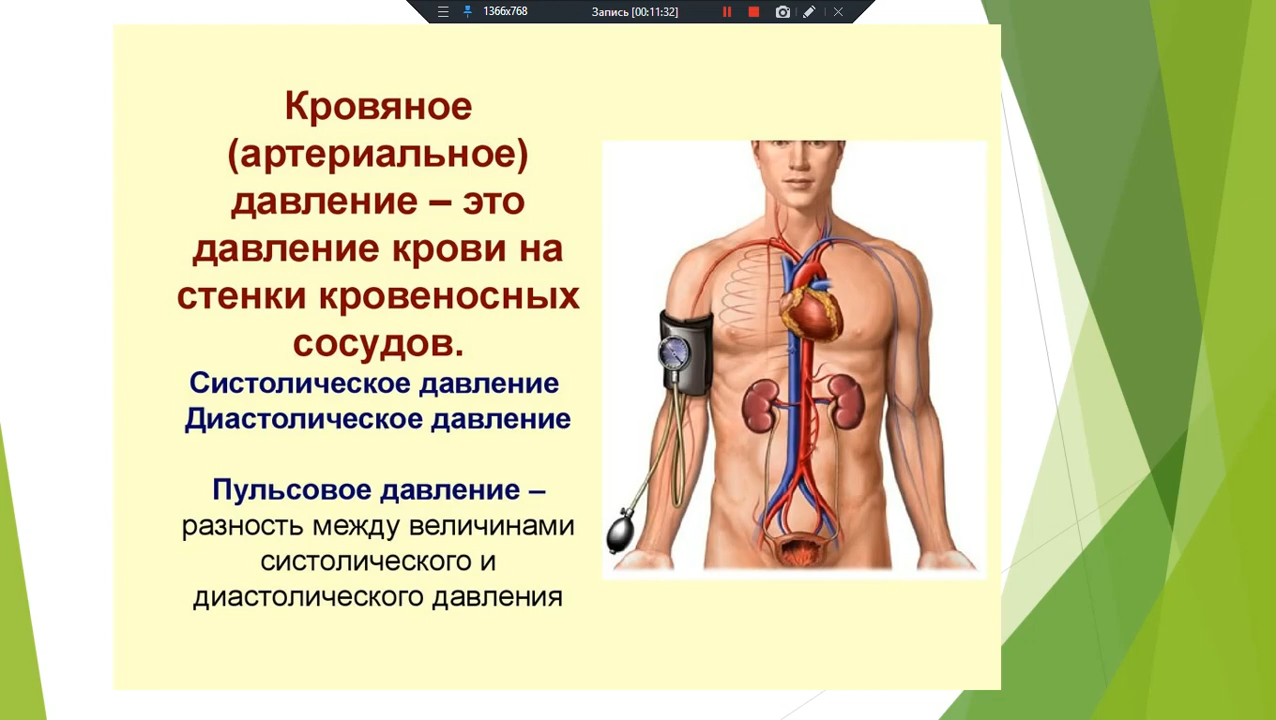 1366x768 Запись [00:11:32]
Кровяное
(артериальное)
давление – это
давление крови на
стенки кровеносных
сосудов.
Систолическое давление
Диастолическое давление
Пульсовое давление –
разность между величинами
систолического и
диастолического давления